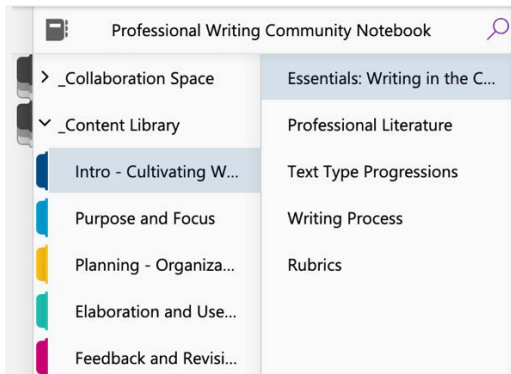 Professional Writing Community Notebook
_Collaboration Space
_Content Library
Intro - Cultivating W...
Purpose and Focus
Planning - Organiza...
Elaboration and Use...
Feedback and Revisi...
Essentials: Writing in the C...
Professional Literature
Text Type Progressions
Writing Process
Rubrics